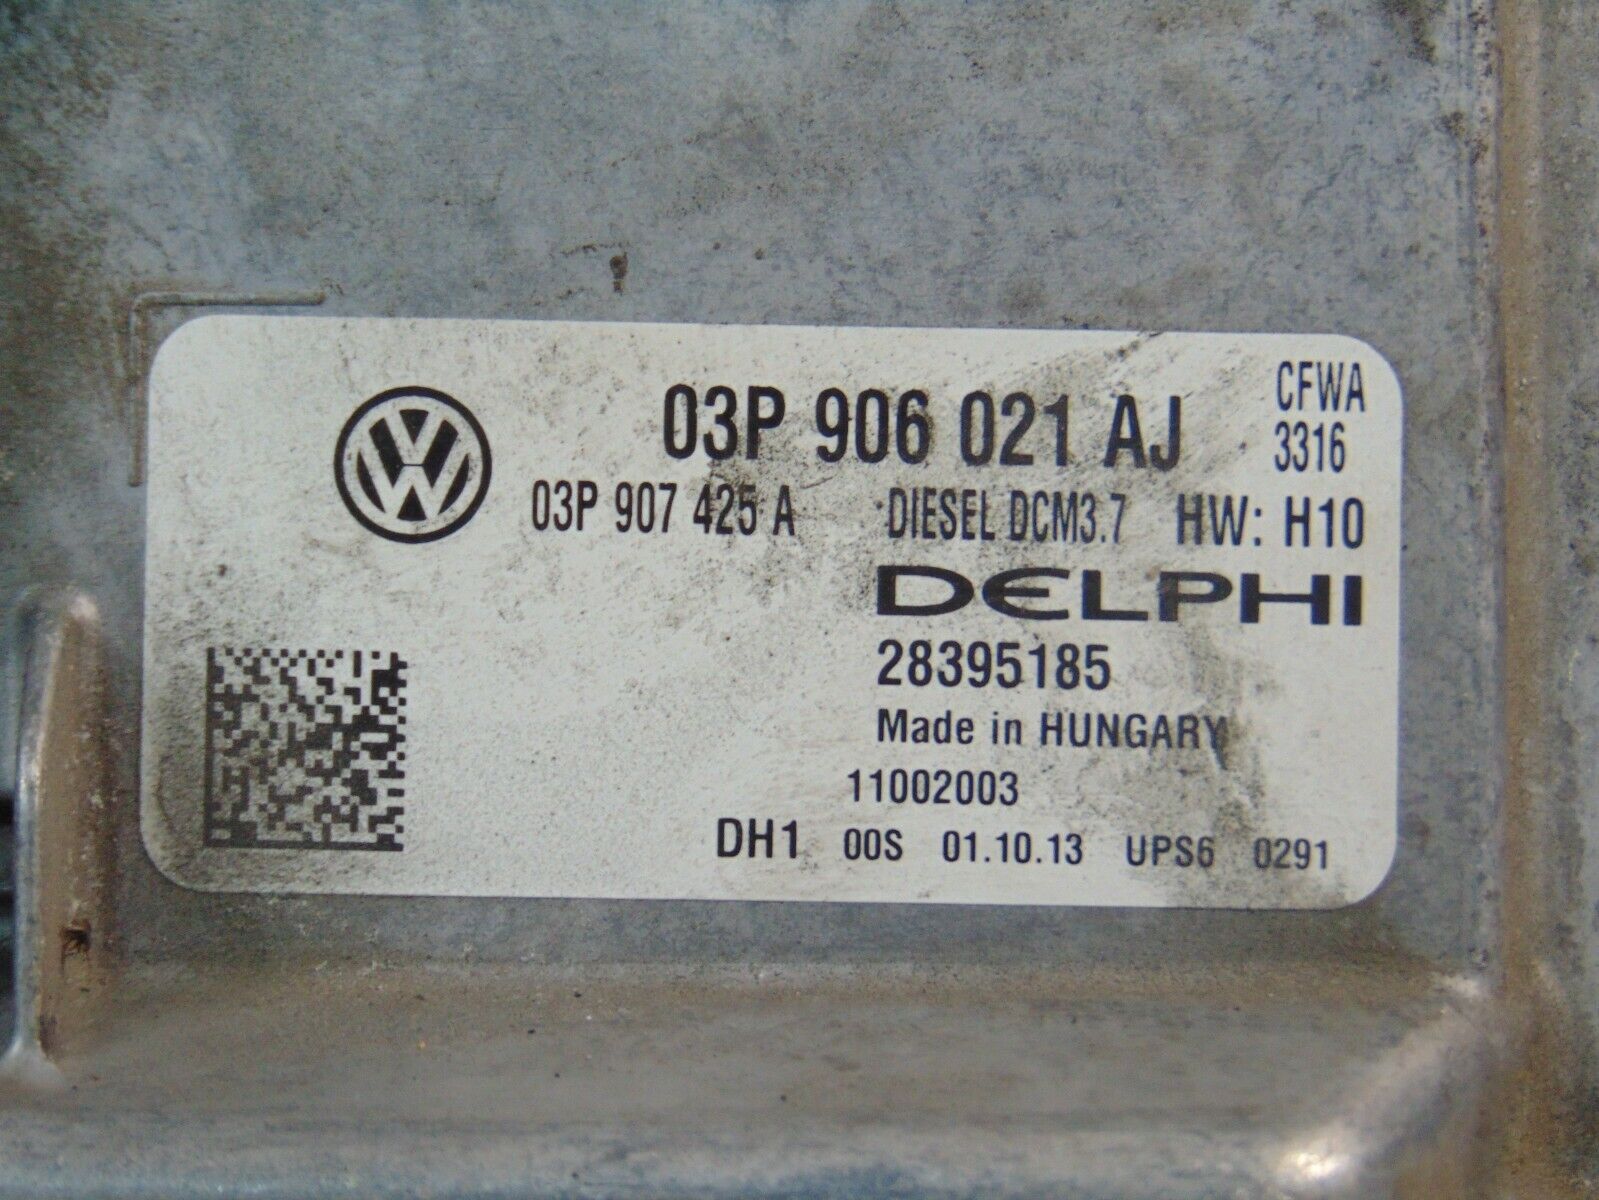 03P 906 021 AJ CFWA
3316
03P 907 425 A DIESEL DCM3.7 HW: H10
DELPHI
28395185
Made in HUNGARY
11002003
DH1 00S 01.10.13 UPS6 0291